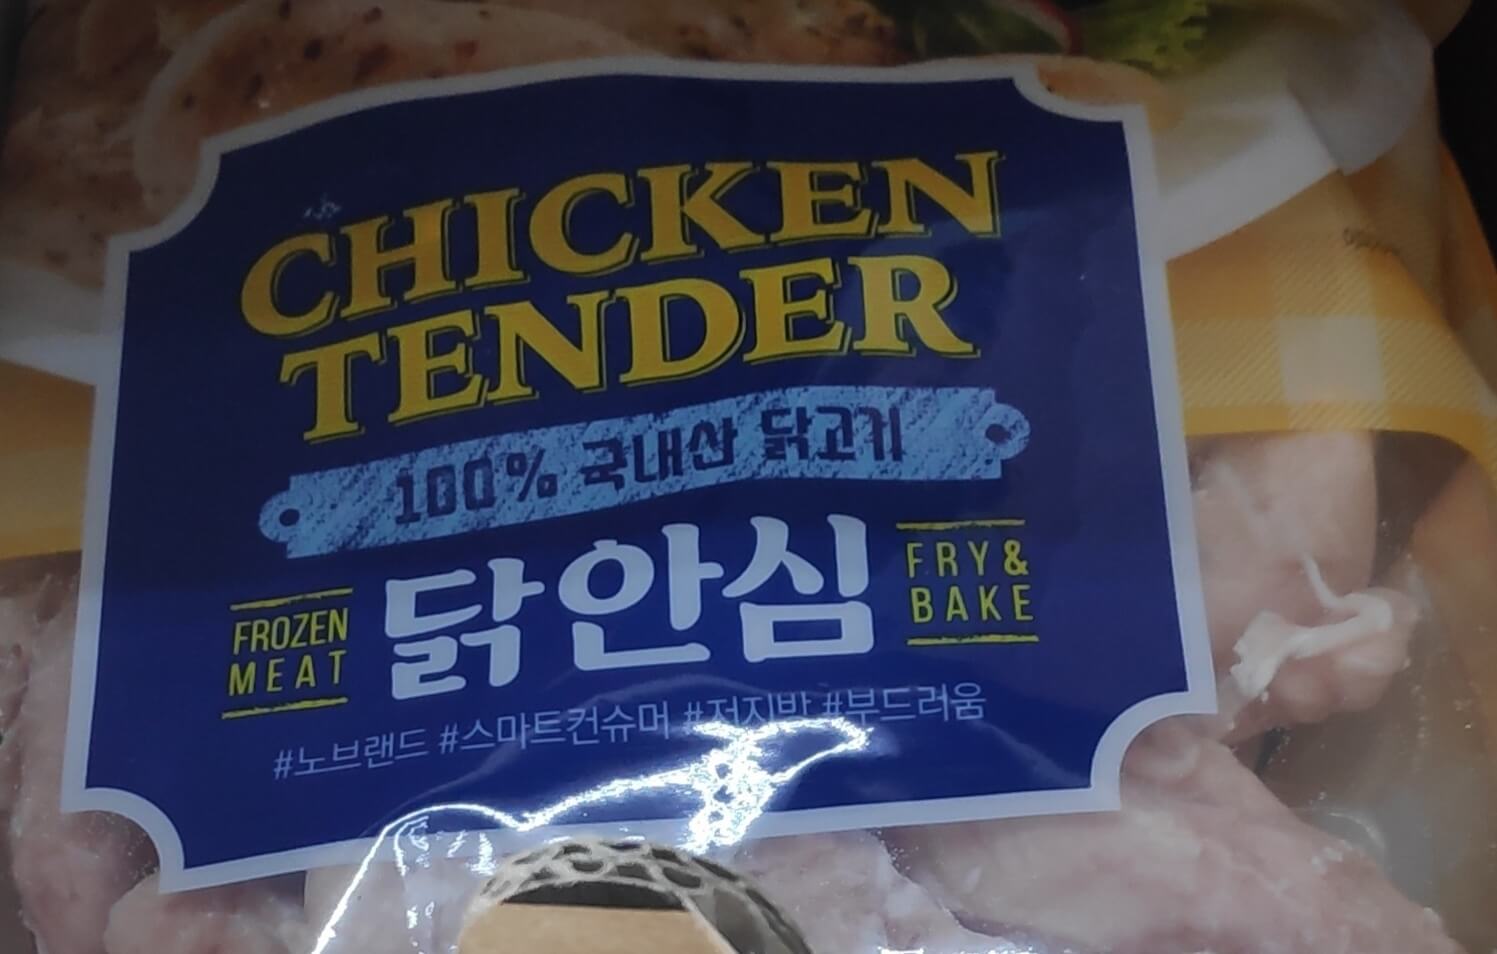 CHICKEN
TENDER
100% 국내산 닭고기
닭안심
FROZEN
MEAT
FRY &
BAKE
#노브랜드 #스마트컨슈머 #저지방 #부드러움